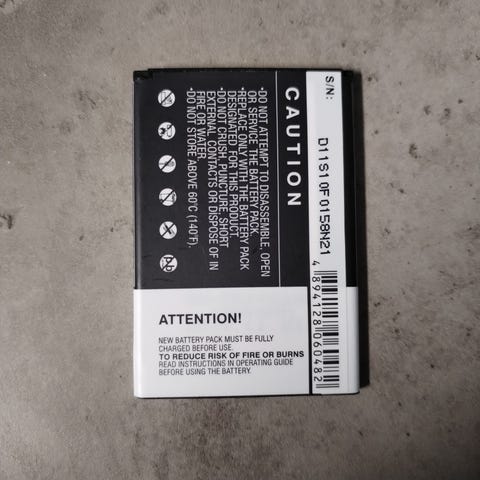 S/N: D11S10F0158N21
4894128060482
CAUTION
•DO NOT ATTEMPT TO DISASSEMBLE, OPEN
OR SERVICE, THE BATTERY PACK
•REPLACE ONLY WITH THE BATTERY PACK
DESIGNATED FOR THIS PRODUCT
•DO NOT CRUSH, PUNCTURE, SHORT
EXTERNAL CONTACTS OR DISPOSE OF IN
FIRE OR WATER.
•DO NOT STORE ABOVE 60°C (140°F).
ATTENTION!
NEW BATTERY PACK MUST BE FULLY
CHARGED BEFORE USE.
TO REDUCE RISK OF FIRE OR BURNS
READ INSTRUCTIONS IN OPERATING GUIDE
BEFORE USING THE BATTERY.